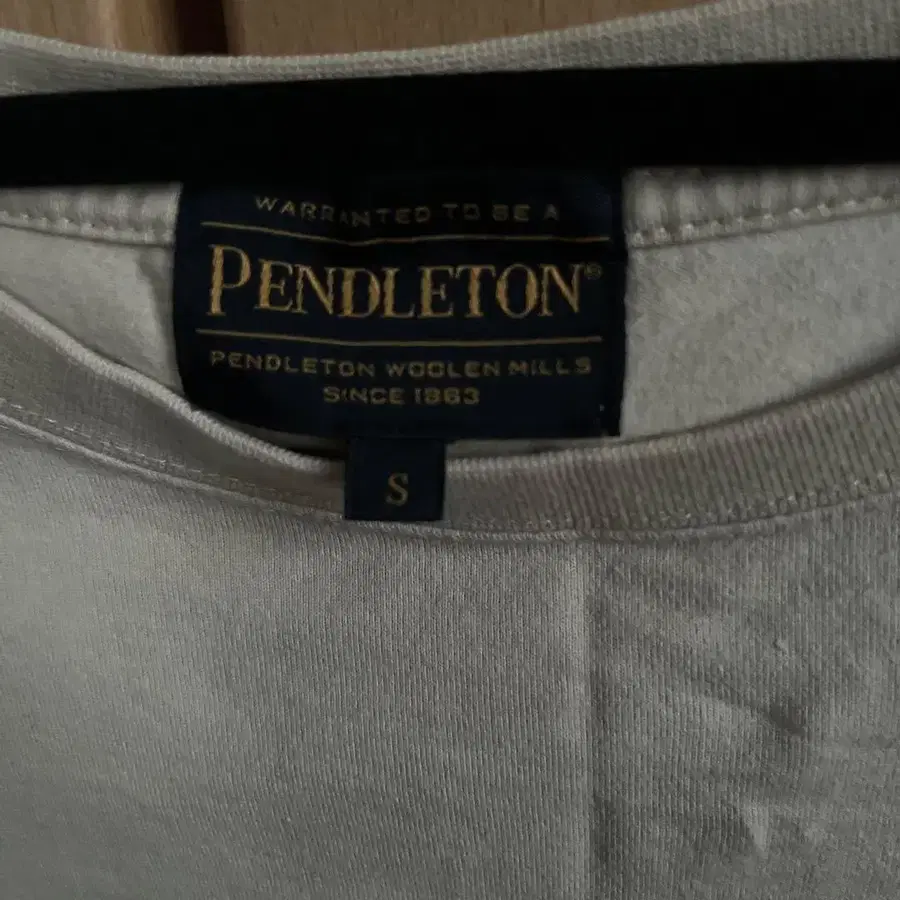 WARRANTED TO BE A
PENDLETON®
PENDLETON WOOLEN MILLS
SINCE 1863
S